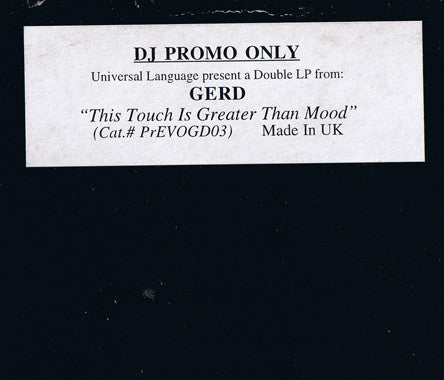 DJ PROMO ONLY
Universal Language present a Double LP from:
GERD
“This Touch Is Greater Than Mood”
(Cat.# PrEVOGD03) Made In UK